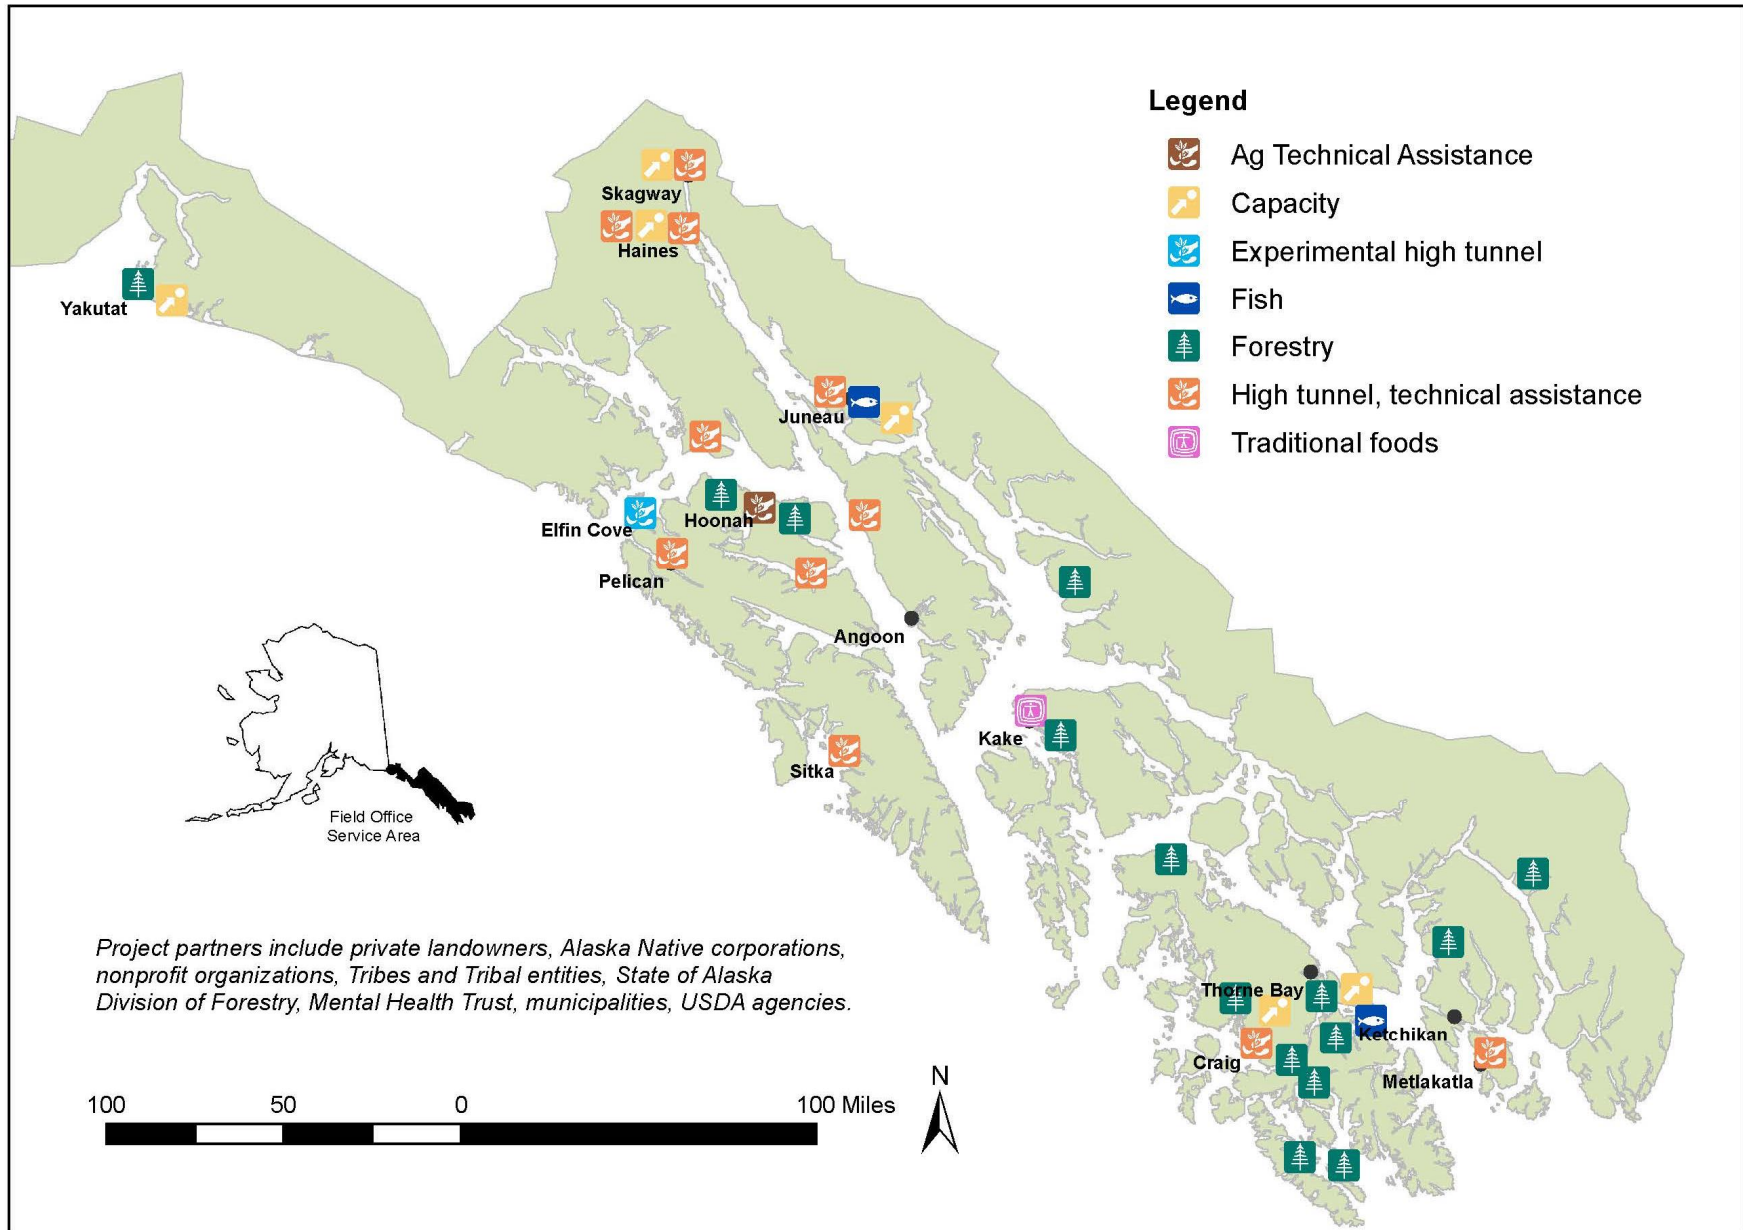 Legend
Ag Technical Assistance
Capacity
Experimental high tunnel
Fish
Forestry
High tunnel, technical assistance
Traditional foods
Skagway
Haines
Yakutat
Juneau
Hoonah
Elfin Cove
Pelican
Angoon
Kake
Sitka
Field Office
Service Area
Project partners include private landowners, Alaska Native corporations,
nonprofit organizations, Tribes and Tribal entities, State of Alaska
Division of Forestry, Mental Health Trust, municipalities, USDA agencies.
Thorne Bay
Ketchikan
Craig
Metlakatla
N
100 50 0 100 Miles